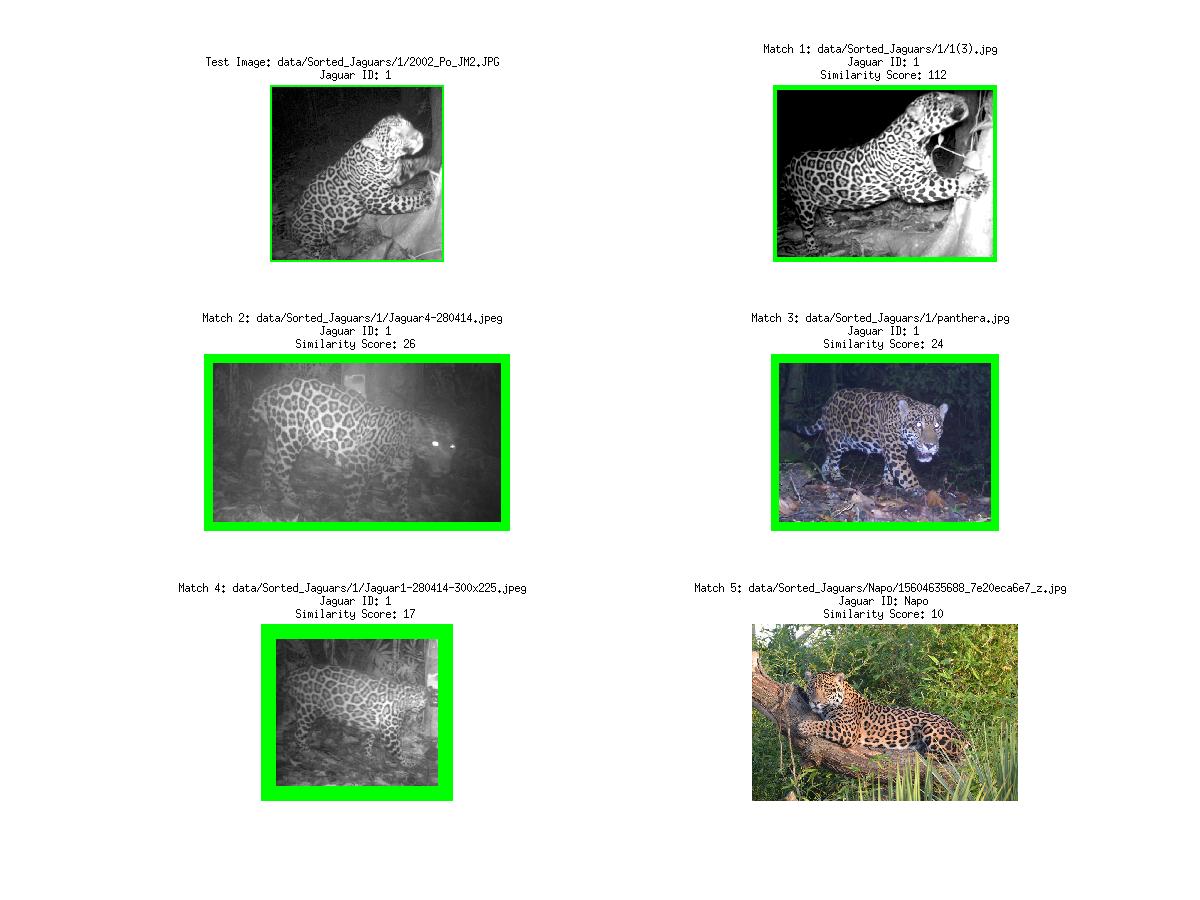 Test Image: data/Sorted_Jaguars/1/2002_Po_JM2.JPG
Jaguar ID: 1
Match 1: data/Sorted_Jaguars/1/1(3).jpg
Jaguar ID: 1
Similarity Score: 112
Match 2: data/Sorted_Jaguars/1/Jaguar4-280414.jpeg
Jaguar ID: 1
Similarity Score: 26
Match 3: data/Sorted_Jaguars/1/panthera.jpg
Jaguar ID: 1
Similarity Score: 24
Match 4: data/Sorted_Jaguars/1/Jaguar1-280414-300x225.jpeg
Jaguar ID: 1
Similarity Score: 17
Match 5: data/Sorted_Jaguars/Napo/15604635688_7e20eca6e7_z.jpg
Jaguar ID: Napo
Similarity Score: 10